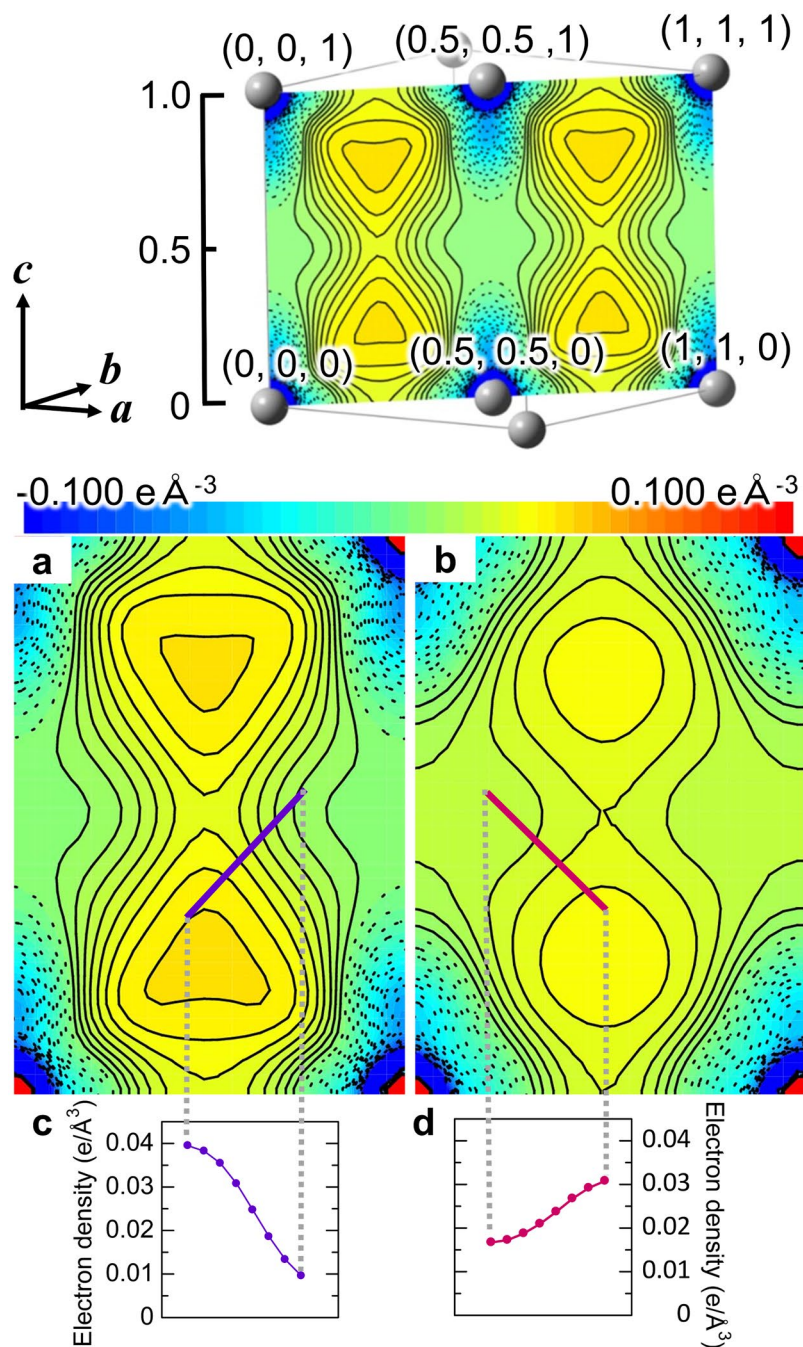 (0, 0, 1) (0.5, 0.5 ,1) (1, 1, 1)
1.0
0.5
c
b
a
(0, 0, 0) (0.5, 0.5, 0) (1, 1, 0)
0
-0.100 e Å-3 0.100 e Å-3
a b
c d
Electron density (e/Å3)
0.04
0.03
0.02
0.01
0
0.04
0.03
0.02
0.01
0
Electron density (e/Å3)